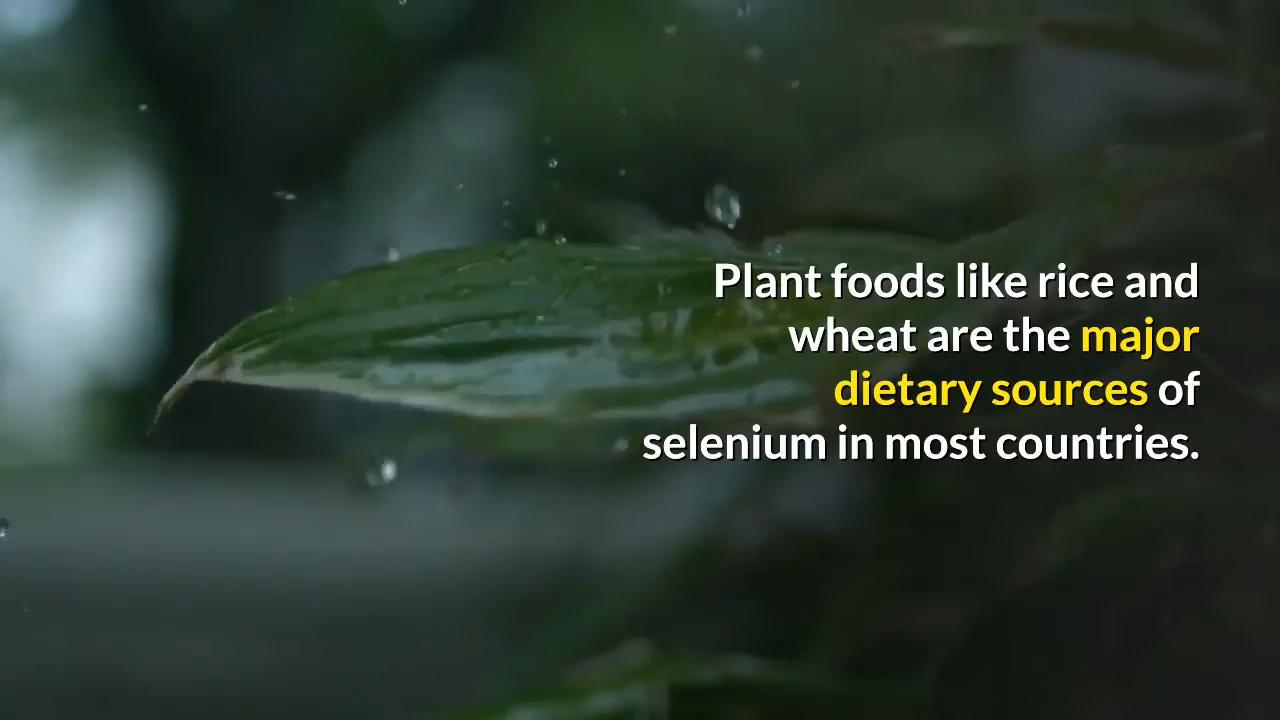 Plant foods like rice and
wheat are the major
dietary sources of
selenium in most countries.